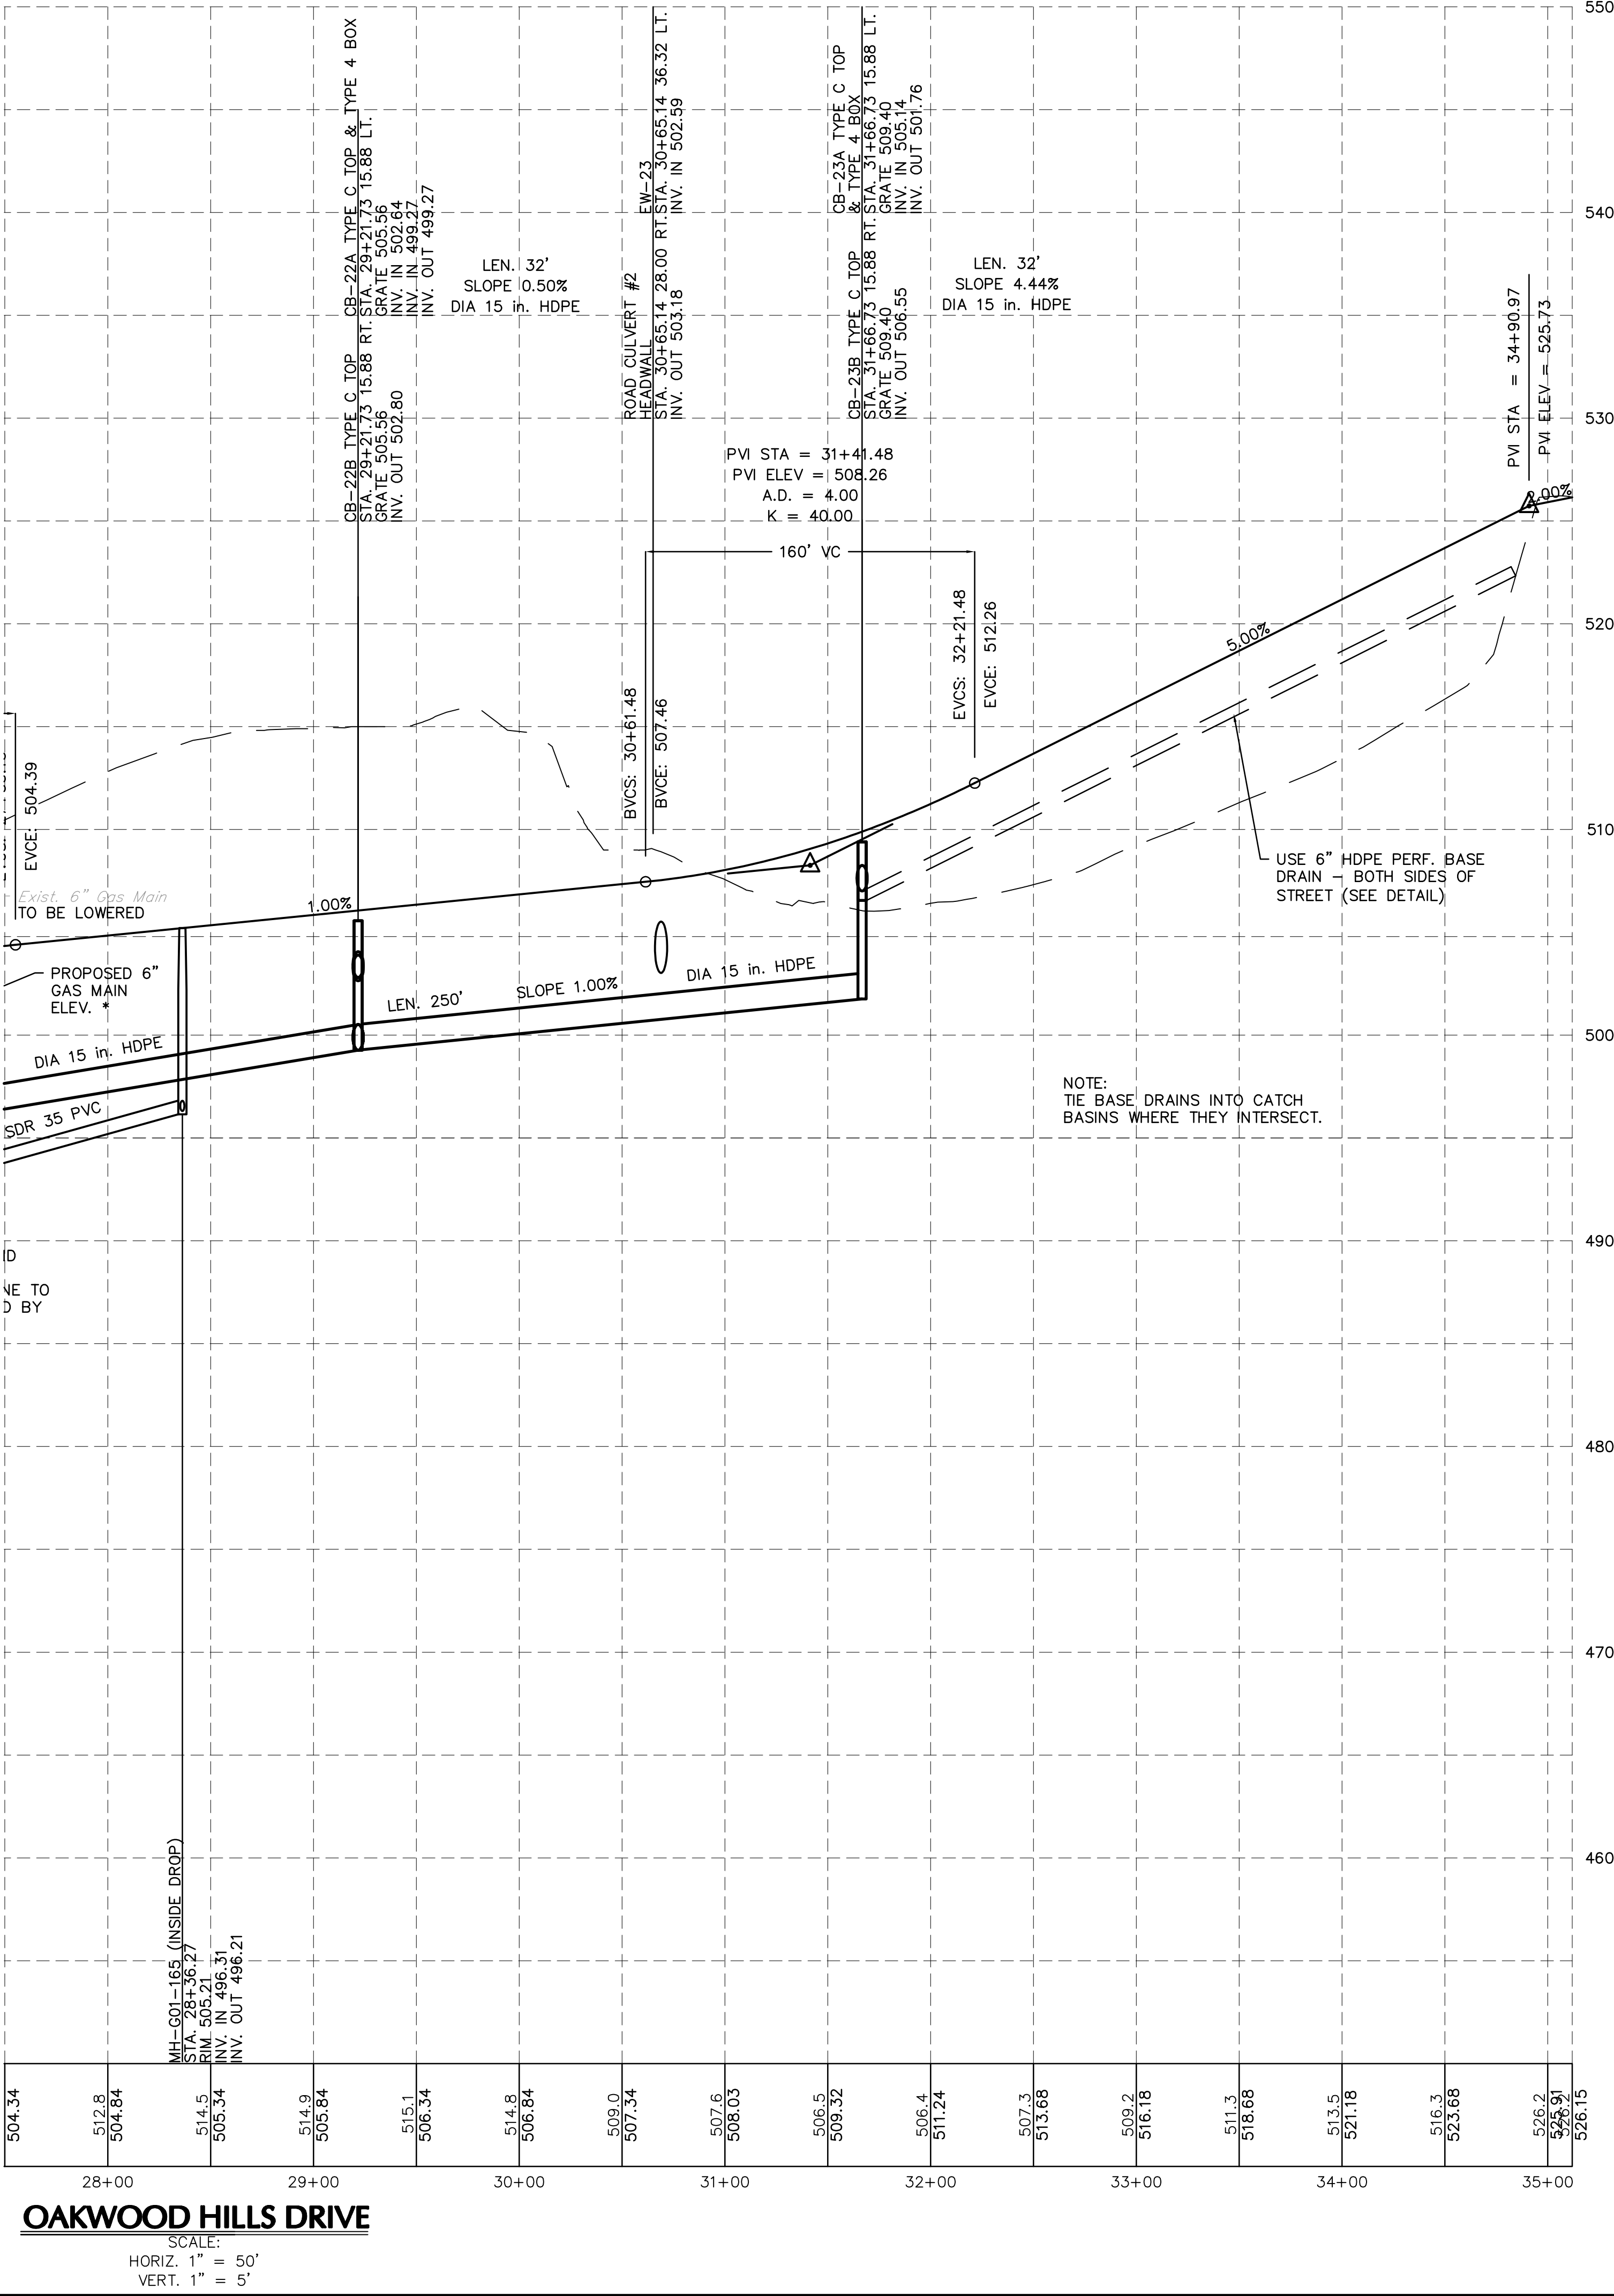 550
540
530
520
510
500
490
480
470
460
CB-22B TYPE C TOP
STA. 29+21.73 15.88 RT.
GRATE 505.56
INV. OUT 502.80
CB-22A TYPE C TOP & TYPE 4 BOX
STA. 29+21.73 15.88 LT.
GRATE 505.56
INV. IN 502.64
INV. IN 499.27
INV. OUT 499.27
LEN. 32'
SLOPE 0.50%
DIA 15 in. HDPE
ROAD CULVERT #2
HEADWALL
STA. 30+65.14 28.00 RT.
INV. OUT 503.18
EW-23
STA. 30+65.14 36.32 LT.
INV. IN 502.59
CB-23B TYPE C TOP
STA. 31+66.73 15.88 RT.
GRATE 509.40
INV. OUT 506.55
CB-23A TYPE C TOP
& TYPE 4 BOX
STA. 31+66.73 15.88 LT.
GRATE 509.40
INV. IN 505.14
INV. OUT 501.76
LEN. 32'
SLOPE 4.44%
DIA 15 in. HDPE
PVI STA = 34+90.97
PVI ELEV = 525.73
PVI STA = 31+41.48
PVI ELEV = 508.26
A.D. = 4.00
K = 40.00
160' VC
BVCS: 30+61.48
BVCE: 507.46
EVCS: 32+21.48
EVCE: 512.26
5.00%
EVCE: 504.39
Exist. 6" Gas Main
TO BE LOWERED
1.00%
PROPOSED 6"
GAS MAIN
ELEV. *
USE 6" HDPE PERF. BASE
DRAIN – BOTH SIDES OF
STREET (SEE DETAIL)
LEN. 250' SLOPE 1.00% DIA 15 in. HDPE
DIA 15 in. HDPE
SDR 35 PVC
NOTE:
TIE BASE DRAINS INTO CATCH
BASINS WHERE THEY INTERSECT.
NE TO
D BY
MH-G01-165 (INSIDE DROP)
STA. 28+36.27
RIM 505.21
INV. IN 496.31
INV. OUT 496.21
504.34
512.8
504.84
514.5
505.34
514.9
505.84
515.1
506.34
514.8
506.84
509.0
507.34
507.6
508.03
506.5
509.32
506.4
511.24
507.3
513.68
509.2
516.18
511.3
518.68
513.5
521.18
516.3
523.68
526.2
525.91
526.2
526.15
28+00 29+00 30+00 31+00 32+00 33+00 34+00 35+00
OAKWOOD HILLS DRIVE
SCALE:
HORIZ. 1" = 50'
VERT. 1" = 5'